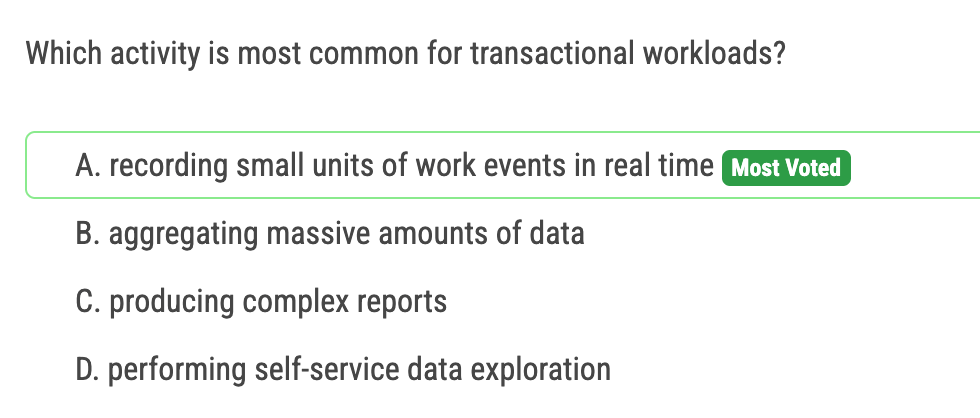 Which activity is most common for transactional workloads?
A. recording small units of work events in real time Most Voted
B. aggregating massive amounts of data
C. producing complex reports
D. performing self-service data exploration